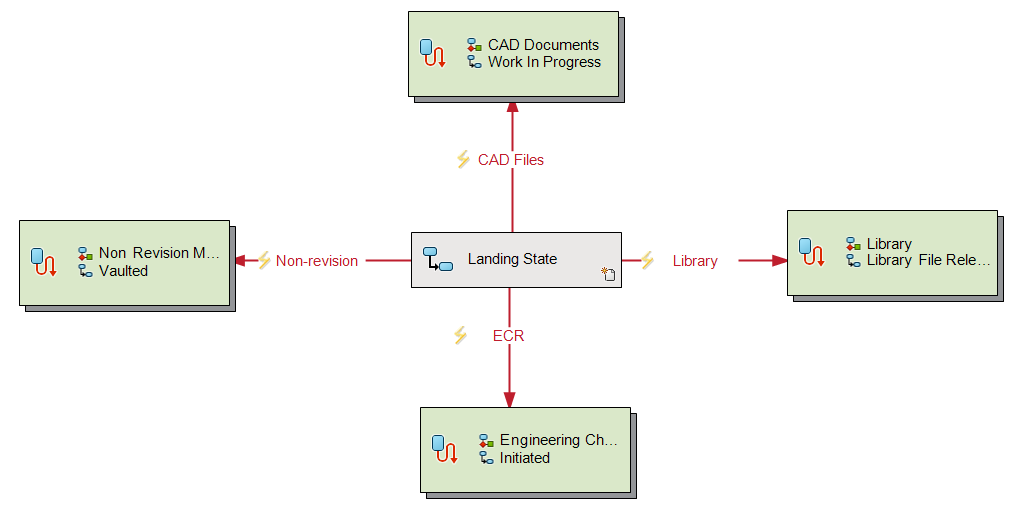 CAD Documents
Work In Progress
CAD Files
Non Revision M...
Vaulted
Non-revision
Landing State
Library
Library
Library File Rele...
ECR
Engineering Ch...
Initiated